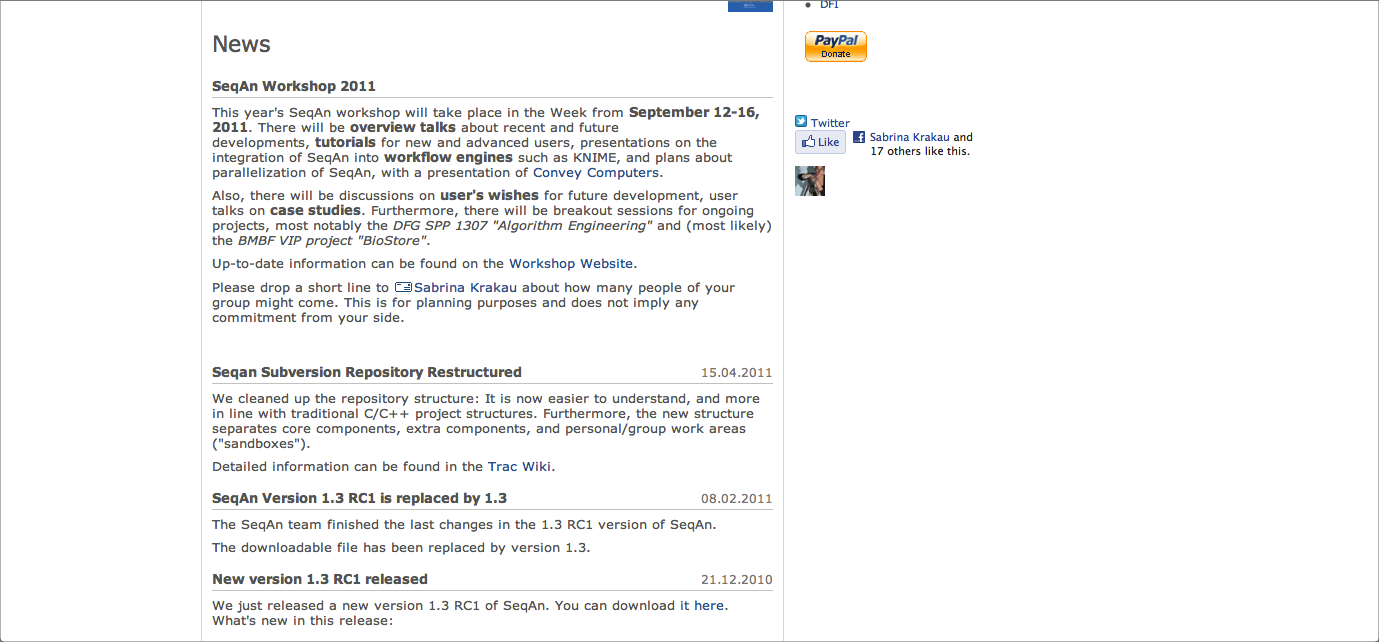 DFI
PayPal
Donate
News
SeqAn Workshop 2011
This year's SeqAn workshop will take place in the Week from September 12-16,
2011. There will be overview talks about recent and future
developments, tutorials for new and advanced users, presentations on the
integration of SeqAn into workflow engines such as KNIME, and plans about
parallelization of SeqAn, with a presentation of Convey Computers.
Also, there will be discussions on user's wishes for future development, user
talks on case studies. Furthermore, there will be breakout sessions for ongoing
projects, most notably the DFG SPP 1307 "Algorithm Engineering" and (most likely)
the BMBF VIP project "BioStore".
Up-to-date information can be found on the Workshop Website.
Please drop a short line to Sabrina Krakau about how many people of your
group might come. This is for planning purposes and does not imply any
commitment from your side.
Seqan Subversion Repository Restructured 15.04.2011
We cleaned up the repository structure: It is now easier to understand, and more
in line with traditional C/C++ project structures. Furthermore, the new structure
separates core components, extra components, and personal/group work areas
("sandboxes").
Detailed information can be found in the Trac Wiki.
SeqAn Version 1.3 RC1 is replaced by 1.3 08.02.2011
The SeqAn team finished the last changes in the 1.3 RC1 version of SeqAn.
The downloadable file has been replaced by version 1.3.
New version 1.3 RC1 released 21.12.2010
We just released a new version 1.3 RC1 of SeqAn. You can download it here.
What's new in this release:
Twitter
Like
Sabrina Krakau and
17 others like this.